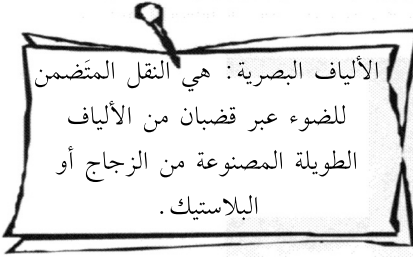 الألياف البصرية: هي النقل المتَضمن
للضوء عبر قضبان من الألياف
الطويلة المصنوعة من الزجاج أو
البلاستيك.